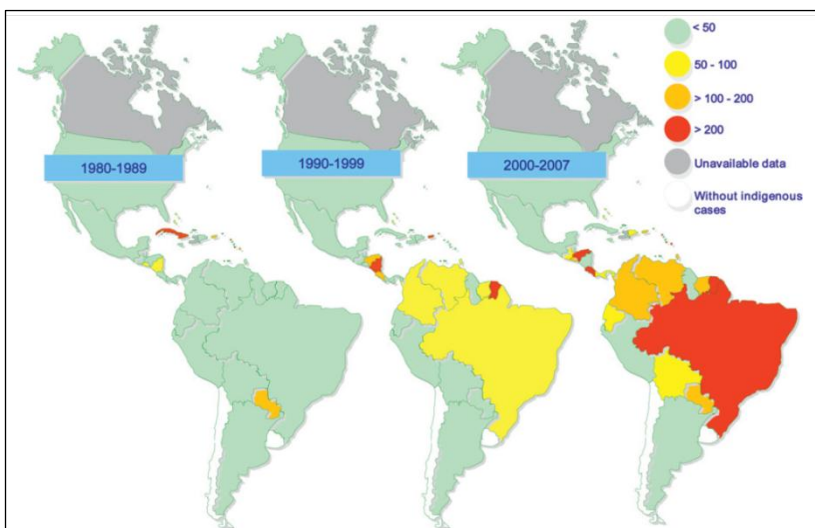 1980-1989
1990-1999
2000-2007
< 50
50 - 100
> 100 - 200
> 200
Unavailable data
Without indigenous
cases